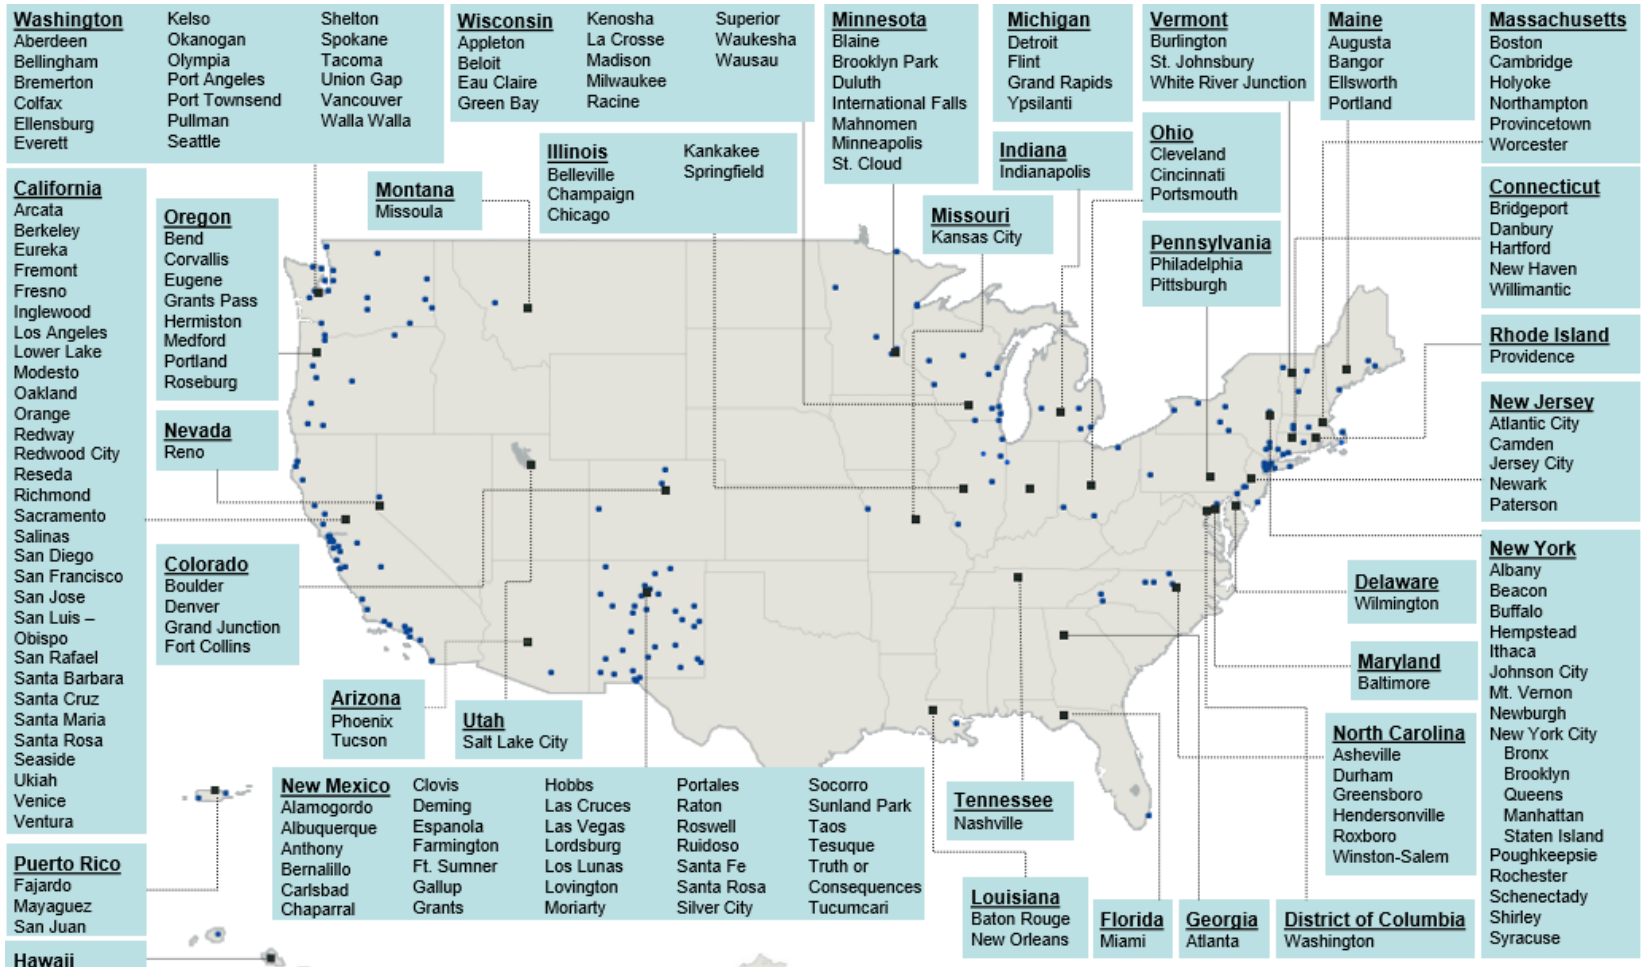 Washington
Aberdeen
Bellingham
Bremerton
Colfax
Ellensburg
Everett
Kelso
Okanogan
Olympia
Port Angeles
Port Townsend
Pullman
Seattle
Shelton
Spokane
Tacoma
Union Gap
Vancouver
Walla Walla
Wisconsin
Appleton
Beloit
Eau Claire
Green Bay
Kenosha
La Crosse
Madison
Milwaukee
Racine
Superior
Waukesha
Wausau
Minnesota
Blaine
Brooklyn Park
Duluth
International Falls
Mahnomen
Minneapolis
St. Cloud
Michigan
Detroit
Flint
Grand Rapids
Ypsilanti
Vermont
Burlington
St. Johnsbury
White River Junction
Maine
Augusta
Bangor
Ellsworth
Portland
Massachusetts
Boston
Cambridge
Holyoke
Northampton
Provincetown
Worcester
California
Arcata
Berkeley
Eureka
Fremont
Fresno
Inglewood
Los Angeles
Lower Lake
Modesto
Oakland
Orange
Redway
Redwood City
Reseda
Richmond
Sacramento
Salinas
San Diego
San Francisco
San Jose
San Luis –
Obispo
San Rafael
Santa Barbara
Santa Cruz
Santa Maria
Santa Rosa
Seaside
Ukiah
Venice
Ventura
Oregon
Bend
Corvallis
Eugene
Grants Pass
Hermiston
Medford
Portland
Roseburg
Montana
Missoula
Illinois
Belleville
Champaign
Chicago
Kankakee
Springfield
Missouri
Kansas City
Indiana
Indianapolis
Ohio
Cleveland
Cincinnati
Portsmouth
Pennsylvania
Philadelphia
Pittsburgh
Connecticut
Bridgeport
Danbury
Hartford
New Haven
Willimantic
Rhode Island
Providence
New Jersey
Atlantic City
Camden
Jersey City
Newark
Paterson
Nevada
Reno
Colorado
Boulder
Denver
Grand Junction
Fort Collins
Arizona
Phoenix
Tucson
Utah
Salt Lake City
New York
Albany
Beacon
Buffalo
Hempstead
Ithaca
Johnson City
Mt. Vernon
Newburgh
New York City
Bronx
Brooklyn
Queens
Manhattan
Staten Island
Poughkeepsie
Rochester
Schenectady
Shirley
Syracuse
Delaware
Wilmington
Maryland
Baltimore
North Carolina
Asheville
Durham
Greensboro
Hendersonville
Roxboro
Winston-Salem
New Mexico
Alamogordo
Albuquerque
Anthony
Bernalillo
Carlsbad
Chaparral
Clovis
Deming
Espanola
Farmington
Ft. Sumner
Gallup
Grants
Hobbs
Las Cruces
Las Vegas
Lordsburg
Los Lunas
Lovington
Moriarty
Portales
Raton
Roswell
Ruidoso
Santa Fe
Santa Rosa
Silver City
Socorro
Sunland Park
Taos
Tesuque
Truth or
Consequences
Tucumcari
Tennessee
Nashville
Puerto Rico
Fajardo
Mayaguez
San Juan
Louisiana
Baton Rouge
New Orleans
Florida
Miami
Georgia
Atlanta
District of Columbia
Washington
Hawaii